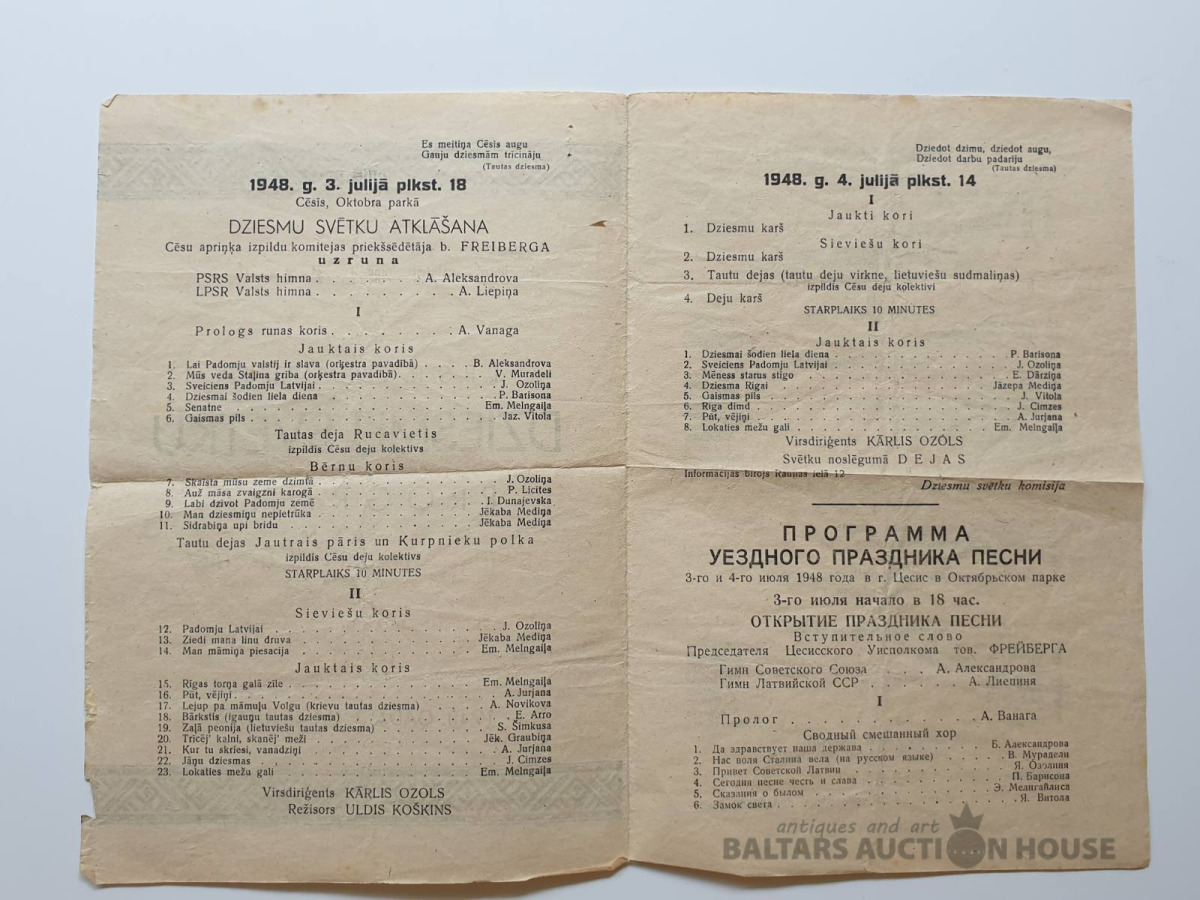 Es meitiņa Cēsis augu
Gauju dziesmām tricināju
(Tautas dziesma)
1948. g. 3. julijā plkst. 18
Cēsis, Oktobra parkā
DZIESMU SVĒTKU ATKLĀŠANA
Cēsu apriņķa izpildu komitejas priekšsēdētāja b. FREIBERGA
uzruna
PSRS Valsts himna . . . . . . . A. Aleksandrova
LPSR Valsts himna . . . . . . . . . A. Liepiņa
I
Prologs runas koris . . . . . . . . A. Vanaga
Jauktais koris
1. Lai Padomju valstij ir slava (orķestra pavadībā) . . . . B. Aleksandrova
2. Mūs veda Staļina griba (orķestra pavadībā) . . . . . . V. Muradeli
3. Sveiciens Padomju Latvijai . . . . . . . . . . . J. Ozoliņa
4. Dziesmai šodien liela diena . . . . . . . . . . . P. Barisona
5. Senatne . . . . . . . . . . . . . . . Em. Melngaiļa
6. Gaismas pils . . . . . . . . . . . . . . Jaz. Vītola
Tautas deja Rucavietis
izpildīs Cēsu deju kolektivs
Bērnu koris
7. Skaista mūsu zeme dzimtā . . . . . . . . . . J. Ozoliņa
8. Auž māsa zvaigzni karogā . . . . . . . . . . P. Licites
9. Labi dzīvot Padomju zemē . . . . . . . . . . I. Dunajevska
10. Man dziesmiņu nepietrūka . . . . . . . . . . Jēkaba Mediņa
11. Sidrabiņa upi bridu . . . . . . . . . . . . Jēkaba Mediņa
Tautu dejas Jautrais pāris un Kurpnieku polka
izpildīs Cēsu deju kolektivs
STARPLAIKS 10 MINUTES
II
Sieviešu koris
12. Padomju Latvijai . . . . . . . . . . . . . J. Ozoliņa
13. Ziedi mana linu druva . . . . . . . . . . . Jēkaba Mediņa
14. Man māmiņa piesacīja . . . . . . . . . . . Em. Melngaiļa
Jauktais koris
15. Rīgas torņa galā zīle . . . . . . . . . . . Em. Melngaiļa
16. Pūt, vējiņi . . . . . . . . . . . . . . A. Jurjana
17. Lejup pa māmuļu Volgu (krievu tautas dziesma) . . . . A. Novikova
18. Bārkstis (igauņu tautas dziesma) . . . . . . . . E. Arro
19. Zaļā peonija (lietuviešu tautas dziesma) . . . . . . S. Šimkusa
20. Trīcēj' kalni, skanēj' meži . . . . . . . . . . Jēk. Graubiņa
21. Kur tu skriesi, vanadziņi . . . . . . . . . . A. Jurjana
22. Jāņu dziesmas . . . . . . . . . . . . . J. Cimzes
23. Lokaties mežu gali . . . . . . . . . . . . Em. Melngaiļa
Virsdiriģents KĀRLIS OZOLS
Režisors ULDIS KOŠKINS
Dziedot dzimu, dziedot augu,
Dziedot darbu padarīju
(Tautas dziesma)
1948. g. 4. julijā plkst. 14
I
Jaukti kori
1. Dziesmu karš
Sieviešu kori
2. Dziesmu karš
3. Tautu dejas (tautu deju virkne, lietuviešu sudmaliņas)
izpildīs Cēsu deju kolektivi
4. Deju karš
STARPLAIKS 10 MINUTES
II
Jauktais koris
1. Dziesmai šodien liela diena . . . . . . . . . P. Barisona
2. Sveiciens Padomju Latvijai . . . . . . . . . J. Ozoliņa
3. Mēness starus stīgo . . . . . . . . . . . E. Dārziņa
4. Dziesma Rīgai . . . . . . . . . . . . Jāzepa Mediņa
5. Gaismas pils . . . . . . . . . . . . . J. Vītola
6. Rīga dimd . . . . . . . . . . . . . J. Cimzes
7. Pūt, vējiņi . . . . . . . . . . . . . A. Jurjana
8. Lokaties mežu gali . . . . . . . . . . . Em. Melngaiļa
Virsdiriģents KĀRLIS OZOLS
Svētku noslēgumā DEJAS
Informācijas birojs Raunas ielā 12
Dziesmu svētku komisija
ПРОГРАММА
УЕЗДНОГО ПРАЗДНИКА ПЕСНИ
3-го и 4-го июля 1948 года в г. Цесис в Октябрьском парке
3-го июля начало в 18 час.
ОТКРЫТИЕ ПРАЗДНИКА ПЕСНИ
Вступительное слово
Председателя Цесисского Уисполкома тов. ФРЕЙБЕРГА
Гимн Советского Союза . . . . А. Александрова
Гимн Латвийской ССР . . . . . . А. Лиепиня
I
Пролог . . . . . . . . . . . А. Ванага
Сводный смешанный хор
1. Да здравствует наша держава . . . . . . . . Б. Александрова
2. Нас воля Сталина вела (на русском языке) . . . . . В. Мурадели
3. Привет Советской Латвии . . . . . . . . . Я. Озолиня
4. Сегодня песне честь и слава . . . . . . . . . П. Барисона
5. Сказания о былом . . . . . . . . . . . Э. Мелнгайлиса
6. Замок света . . . . . . . . . . . . . Я. Витола
antiques and art
BALTARS AUCTION HOUSE